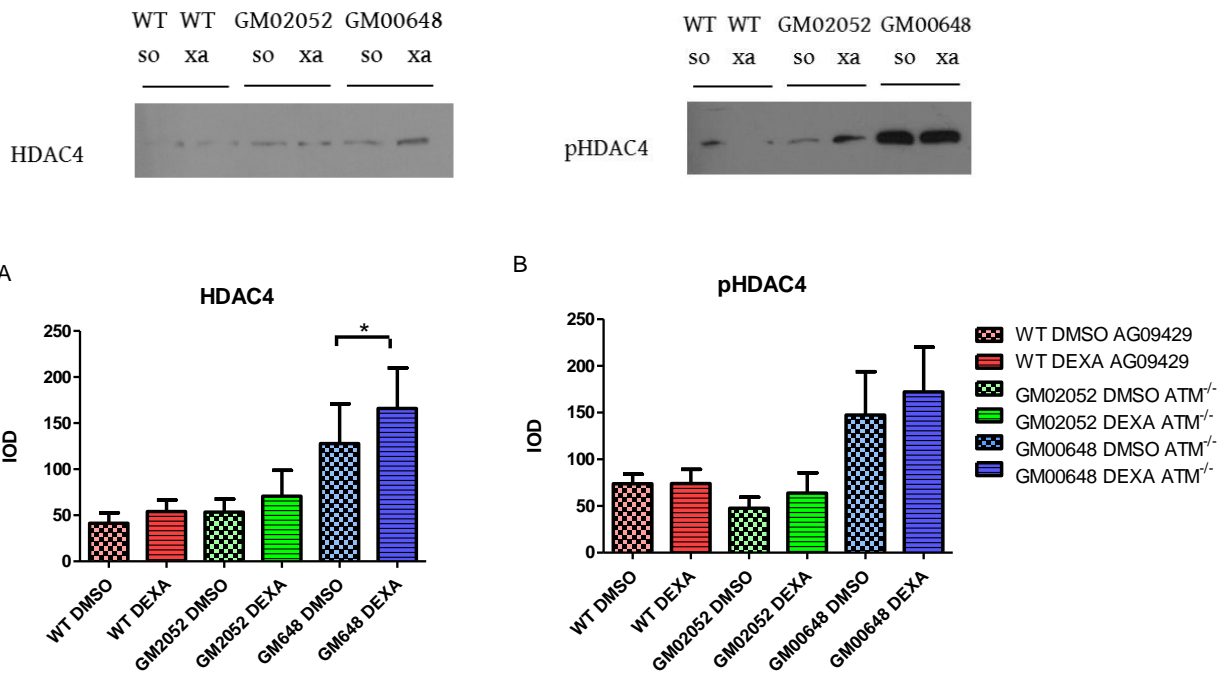 WT WT GM02052 GM00648
so xa so xa so xa
HDAC4
WT WT GM02052 GM00648
so xa so xa so xa
pHDAC4
A
HDAC4
IOD
250
200
150
100
50
0
*
WT DMSO
WT DEXA
GM2052 DMSO
GM2052 DEXA
GM648 DMSO
GM648 DEXA
B
pHDAC4
IOD
250
200
150
100
50
0
WT DMSO
WT DEXA
GM02052 DMSO
GM02052 DEXA
GM00648 DMSO
GM00648 DEXA
WT DMSO AG09429
WT DEXA AG09429
GM02052 DMSO ATM-/-
GM02052 DEXA ATM-/-
GM00648 DMSO ATM-/-
GM00648 DEXA ATM-/-